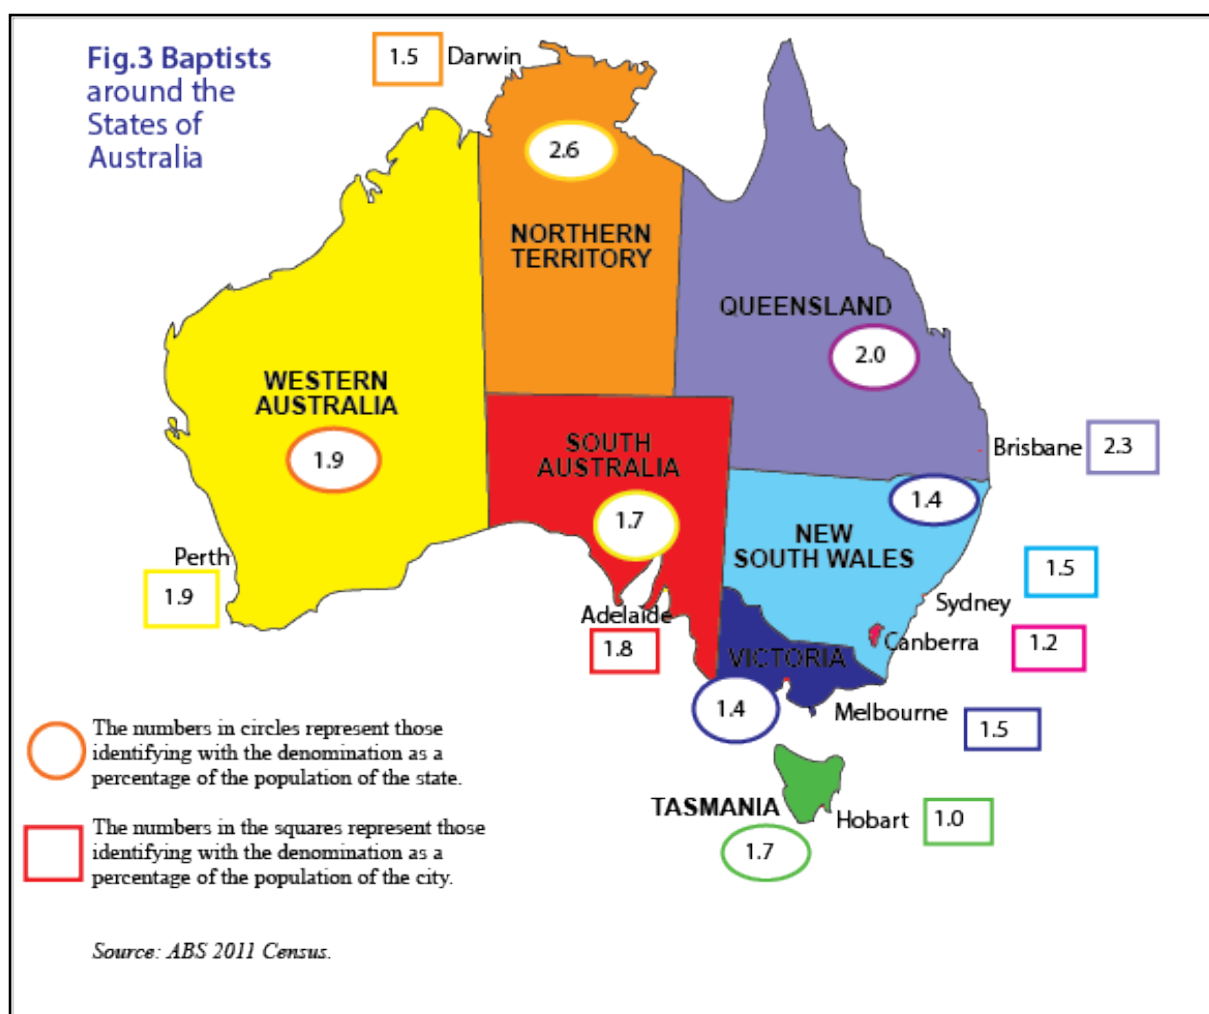 Fig.3 Baptists
around the
States of
Australia
1.5 Darwin
2.6
NORTHERN
TERRITORY
QUEENSLAND
2.0
WESTERN
AUSTRALIA
1.9
SOUTH
AUSTRALIA
1.7
Brisbane 2.3
1.4
NEW
SOUTH WALES
Perth
1.9
1.5
Sydney
Adelaide
1.8
Canberra 1.2
VICTORIA
1.4
Melbourne 1.5
TASMANIA
Hobart 1.0
1.7
The numbers in circles represent those
identifying with the denomination as a
percentage of the population of the state.
The numbers in the squares represent those
identifying with the denomination as a
percentage of the population of the city.
Source: ABS 2011 Census.